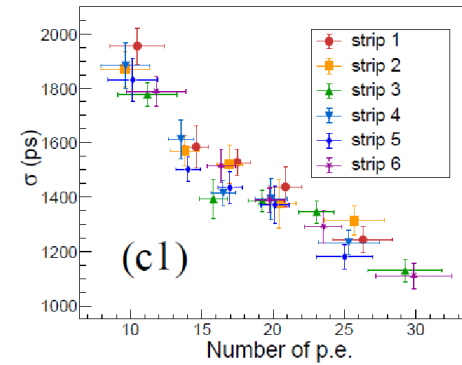 2000
1800
1600
1400
1200
1000
σ (ps)
strip 1
strip 2
strip 3
strip 4
strip 5
strip 6
(c1)
10 15 20 25 30
Number of p.e.